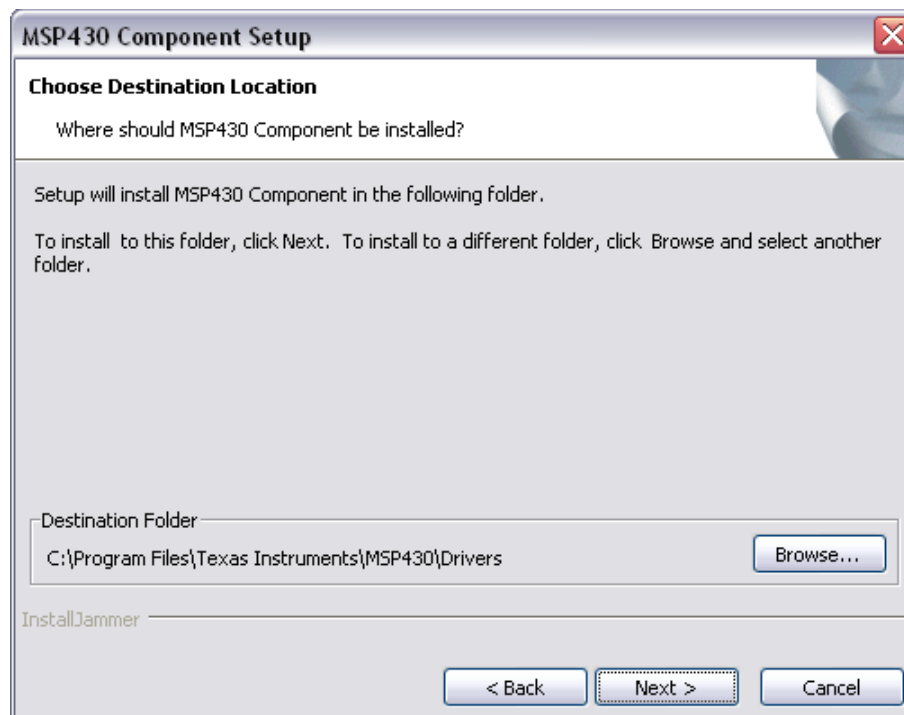 MSP430 Component Setup
Choose Destination Location
Where should MSP430 Component be installed?
Setup will install MSP430 Component in the following folder.
To install to this folder, click Next. To install to a different folder, click Browse and select another
folder.
Destination Folder
C:\Program Files\Texas Instruments\MSP430\Drivers
Browse...
InstallJammer
< Back
Next >
Cancel